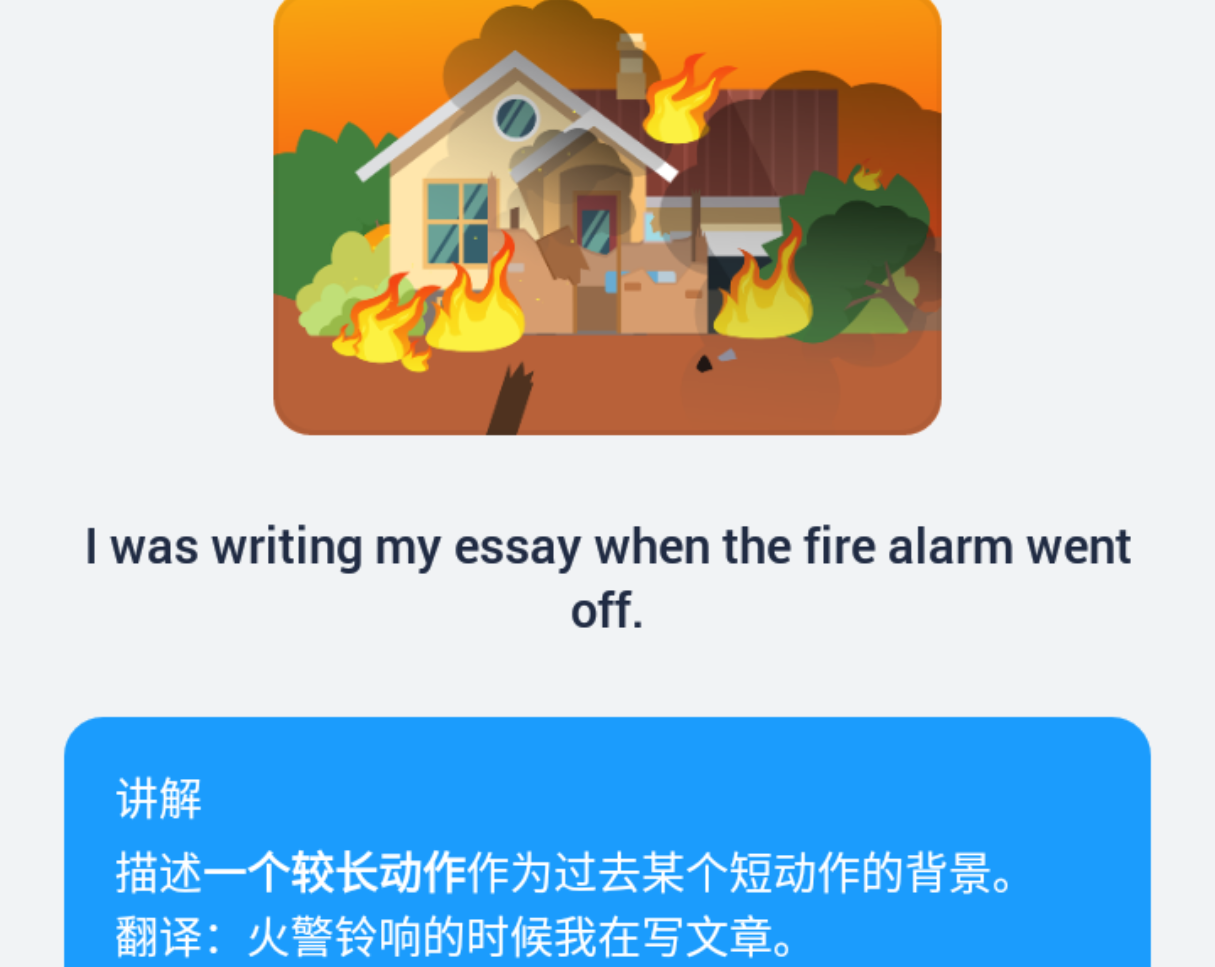 I was writing my essay when the fire alarm went
off.
讲解
描述一个较长动作作为过去某个短动作的背景。
翻译：火警铃响的时候我在写文章。